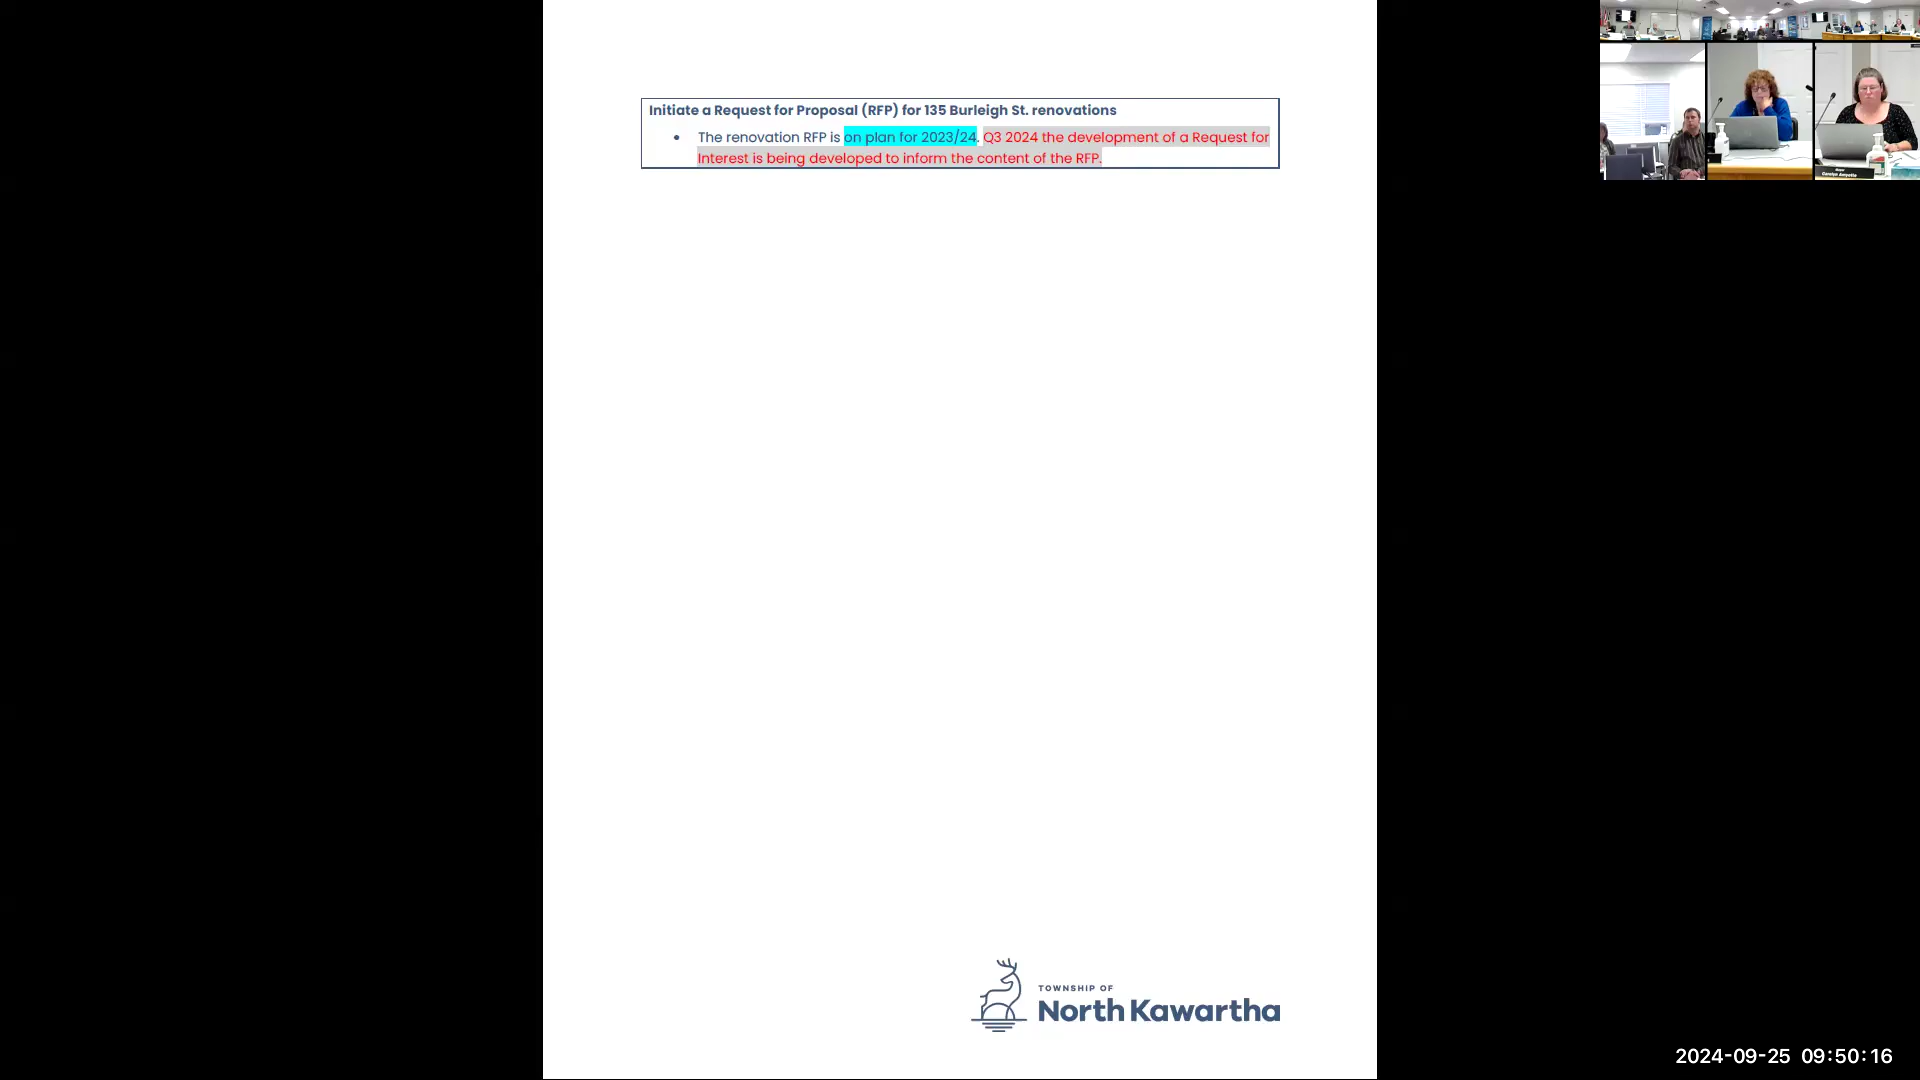 Initiate a Request for Proposal (RFP) for 135 Burleigh St. renovations
• The renovation RFP is on plan for 2023/24. Q3 2024 the development of a Request for
Interest is being developed to inform the content of the RFP.
TOWNSHIP OF
North Kawartha
2024-09-25 09:50:16